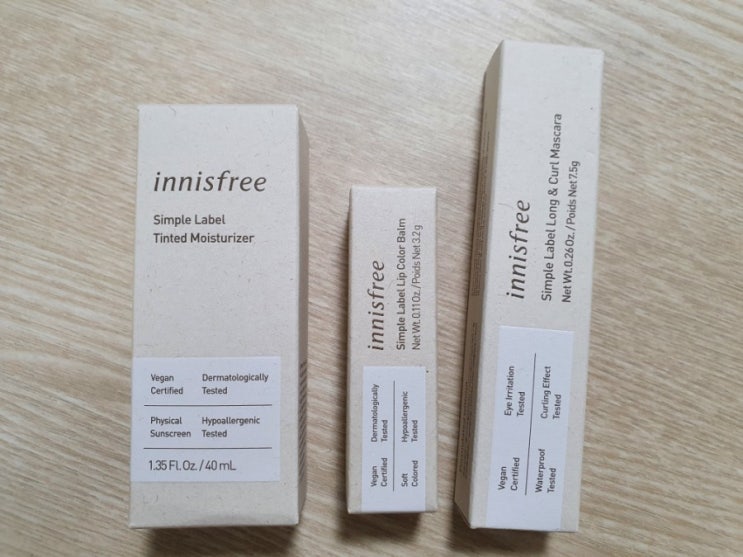 innisfree
Simple Label
Tinted Moisturizer
Vegan Certified
Dermatologically Tested
Physical Sunscreen
Hypoallergenic Tested
1.35 Fl. Oz. / 40 mL
innisfree
Simple Label Lip Color Balm
Net Wt. 0.11 Oz. / Poids Net 3.2 g
Vegan Certified
Dermatologically Tested
Soft Colored
Hypoallergenic Tested
innisfree
Simple Label Long & Curl Mascara
Net Wt. 0.26 Oz. / Poids Net 7.5g
Vegan Certified
Eye Irritation Tested
Waterproof Tested
Curling Effect Tested